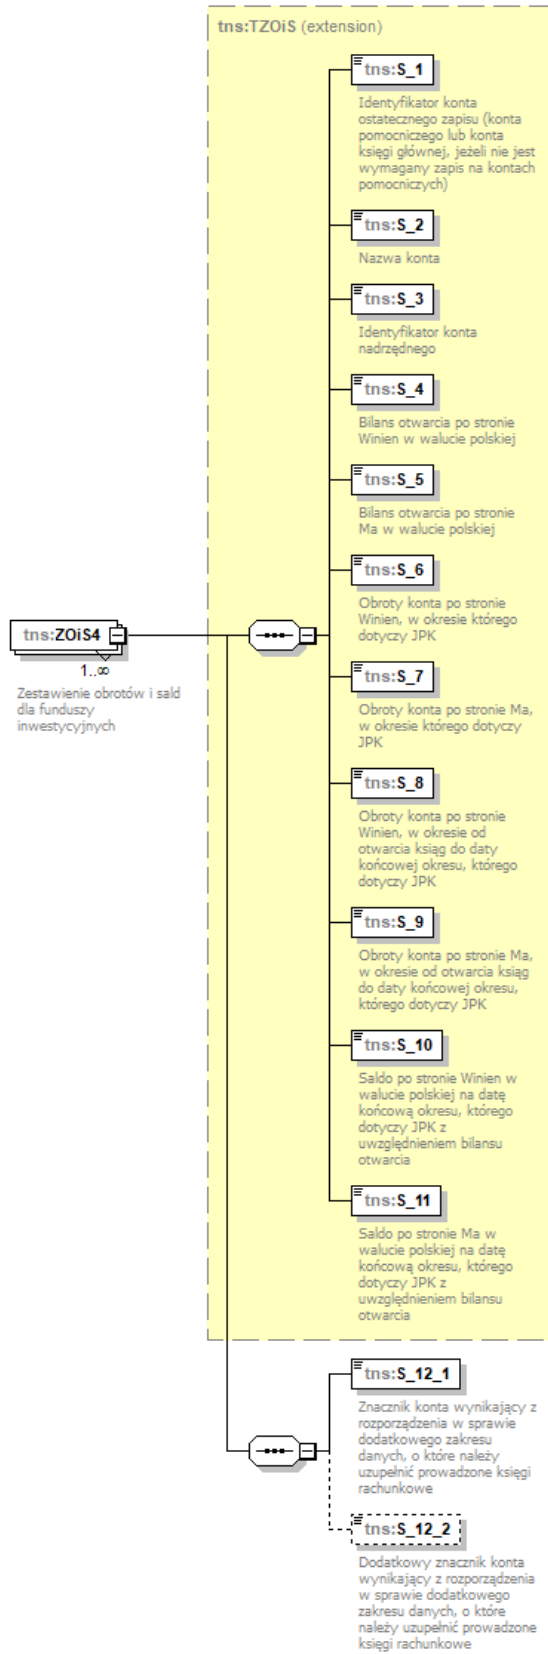 tns:TZOiS (extension)
tns:S_1
Identyfikator konta
ostatecznego zapisu (konta
pomocniczego lub konta
księgi głównej, jeżeli nie jest
wymagany zapis na kontach
pomocniczych)
tns:S_2
Nazwa konta
tns:S_3
Identyfikator konta
nadrzędnego
tns:S_4
Bilans otwarcia po stronie
Winien w walucie polskiej
tns:S_5
Bilans otwarcia po stronie
Ma w walucie polskiej
tns:S_6
Obroty konta po stronie
Winien, w okresie którego
dotyczy JPK
tns:ZOiS4
1..∞
Zestawienie obrotów i sald
dla funduszy
inwestycyjnych
tns:S_7
Obroty konta po stronie Ma,
w okresie którego dotyczy
JPK
tns:S_8
Obroty konta po stronie
Winien, w okresie od
otwarcia ksiąg do daty
końcowej okresu, którego
dotyczy JPK
tns:S_9
Obroty konta po stronie Ma,
w okresie od otwarcia ksiąg
do daty końcowej okresu,
którego dotyczy JPK
tns:S_10
Saldo po stronie Winien w
walucie polskiej na datę
końcową okresu, którego
dotyczy JPK z
uwzględnieniem bilansu
otwarcia
tns:S_11
Saldo po stronie Ma w
walucie polskiej na datę
końcową okresu, którego
dotyczy JPK z
uwzględnieniem bilansu
otwarcia
tns:S_12_1
Znacznik konta wynikający z
rozporządzenia w sprawie
dodatkowego zakresu
danych, o które należy
uzupełnić prowadzone księgi
rachunkowe
tns:S_12_2
Dodatkowy znacznik konta
wynikający z rozporządzenia
w sprawie dodatkowego
zakresu danych, o które
należy uzupełnić prowadzone
księgi rachunkowe